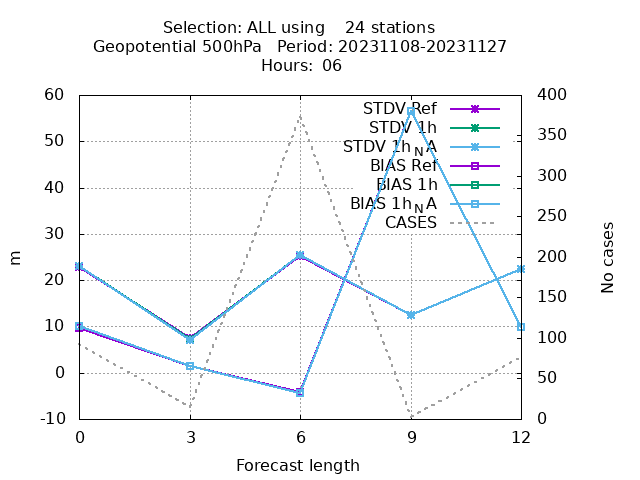 Selection: ALL using    24 stations
Geopotential 500hPa   Period: 20231108-20231127
Hours: 06
60
50
40
30
20
10
0
-10
m
STDV Ref
STDV 1h
STDV 1hNA
BIAS Ref
BIAS 1h
BIAS 1hNA
CASES
400
350
300
250
200
150
100
50
0
No cases
0 3 6 9 12
Forecast length